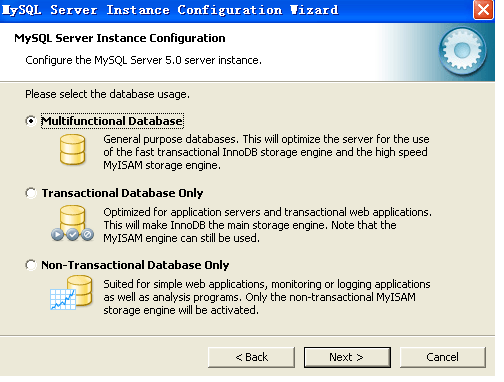 MySQL Server Instance Configuration Wizard
MySQL Server Instance Configuration
Configure the MySQL Server 5.0 server instance.
Please select the database usage.
Multifunctional Database
General purpose databases. This will optimize the server for the use
of the fast transactional InnoDB storage engine and the high speed
MyISAM storage engine.
Transactional Database Only
Optimized for application servers and transactional web applications.
This will make InnoDB the main storage engine. Note that the
MyISAM engine can still be used.
Non-Transactional Database Only
Suited for simple web applications, monitoring or logging applications
as well as analysis programs. Only the non-transactional MyISAM
storage engine will be activated.
< Back
Next >
Cancel